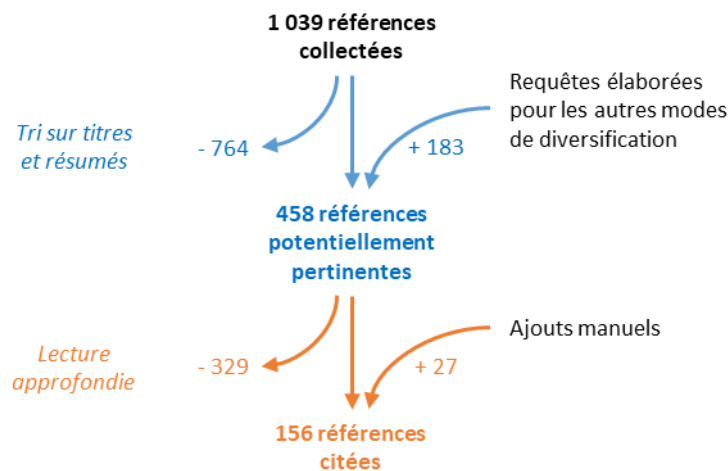 1 039 références
collectées
Requêtes élaborées
pour les autres modes
de diversification
Tri sur titres
et résumés
- 764
+ 183
458 références
potentiellement
pertinentes
Lecture
approfondie
- 329
+ 27
Ajouts manuels
156 références
citées